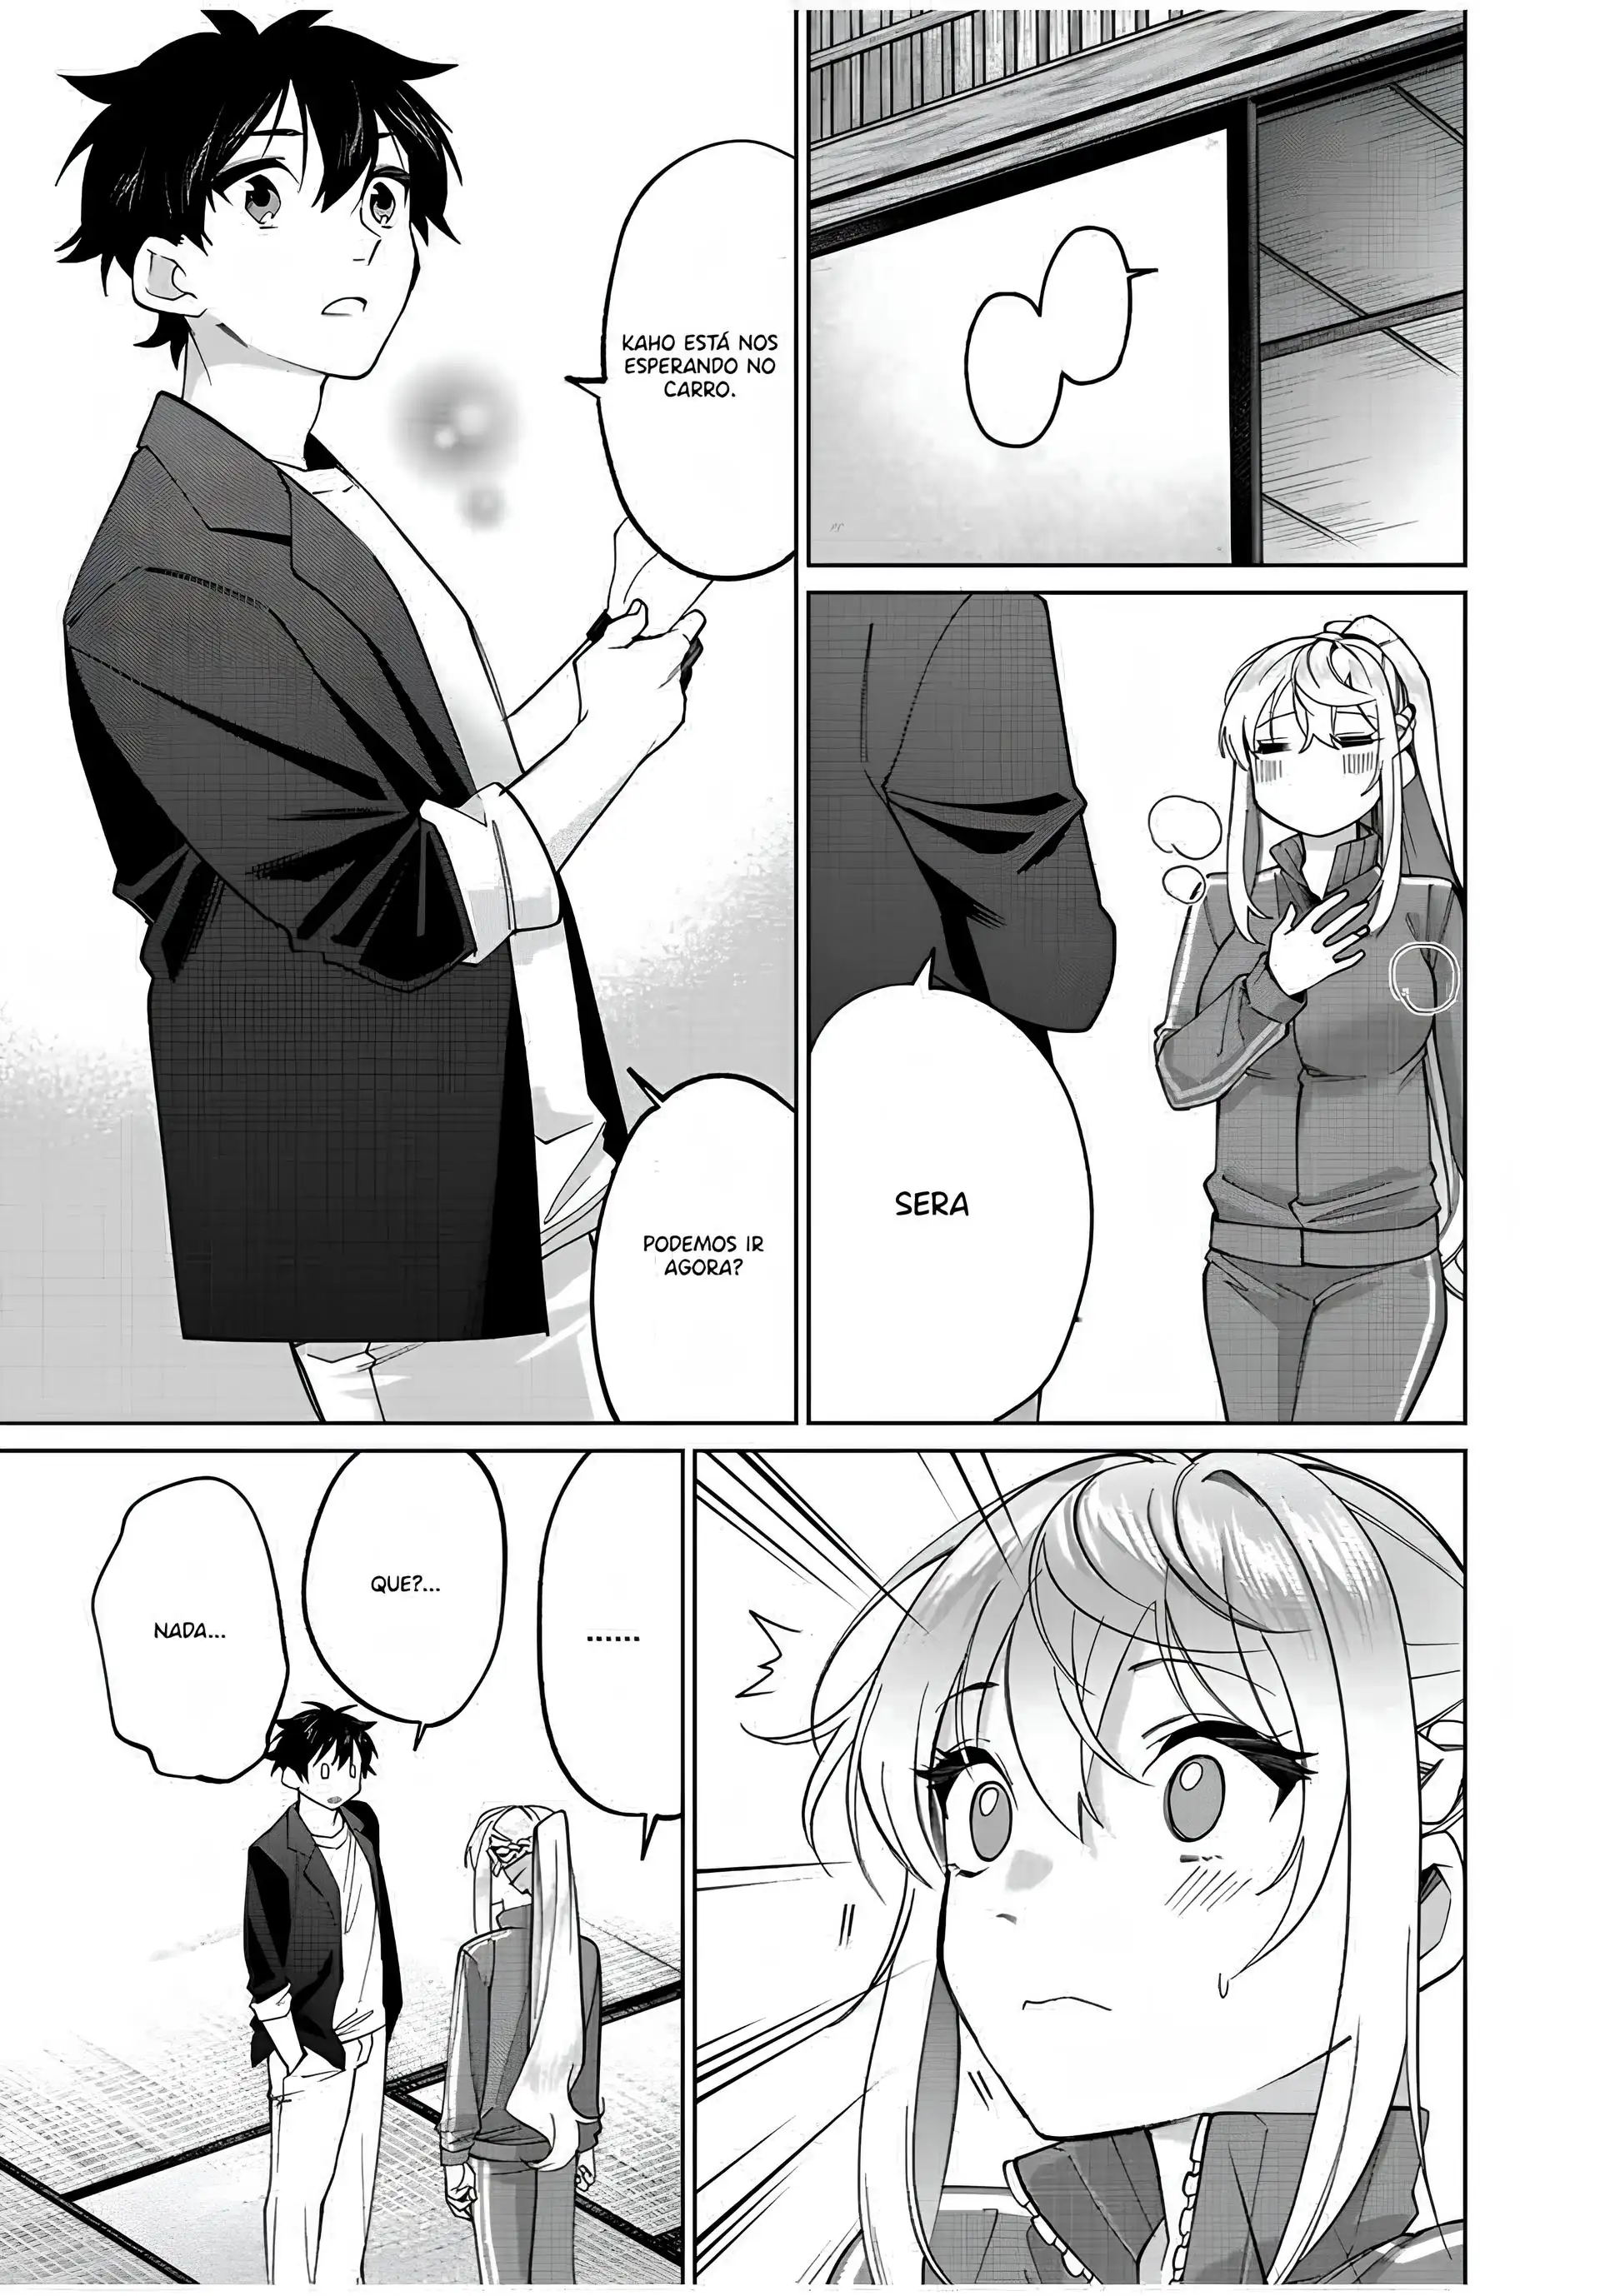 SERA
KAHO ESTÁ NOS
ESPERANDO NO
CARRO.
PODEMOS IR
AGORA?
......
QUE?...
NADA...